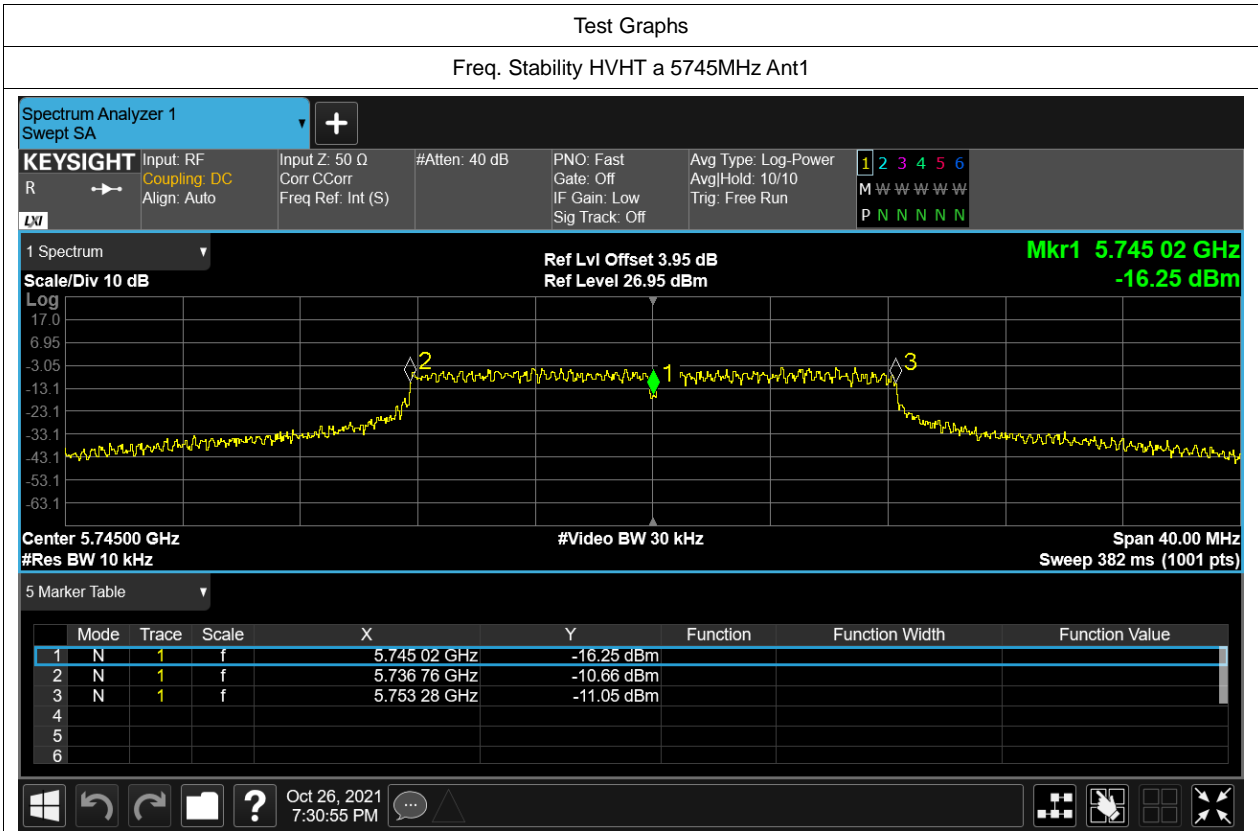 Test Graphs
Freq. Stability HVHT a 5745MHz Ant1
Spectrum Analyzer 1
Swept SA
KEYSIGHT
R
LXI
Input: RF
Coupling: DC
Align: Auto
Input Z: 50 Ω
Corr CCorr
Freq Ref: Int (S)
#Atten: 40 dB
PNO: Fast
Gate: Off
IF Gain: Low
Sig Track: Off
Avg Type: Log-Power
Avg|Hold: 10/10
Trig: Free Run
1 2 3 4 5 6
M W W W W W
P N N N N N
1 Spectrum
Scale/Div 10 dB
Ref Lvl Offset 3.95 dB
Ref Level 26.95 dBm
Mkr1 5.745 02 GHz
-16.25 dBm
Log
17.0
6.95
-3.05
-13.1
-23.1
-33.1
-43.1
-53.1
-63.1
2
1
3
Center 5.74500 GHz
#Video BW 30 kHz
Span 40.00 MHz
#Res BW 10 kHz
Sweep 382 ms (1001 pts)
5 Marker Table
Mode Trace Scale X Y Function Function Width Function Value
1 N 1 f 5.745 02 GHz -16.25 dBm
2 N 1 f 5.736 76 GHz -10.66 dBm
3 N 1 f 5.753 28 GHz -11.05 dBm
4
5
6
?
Oct 26, 2021
7:30:55 PM